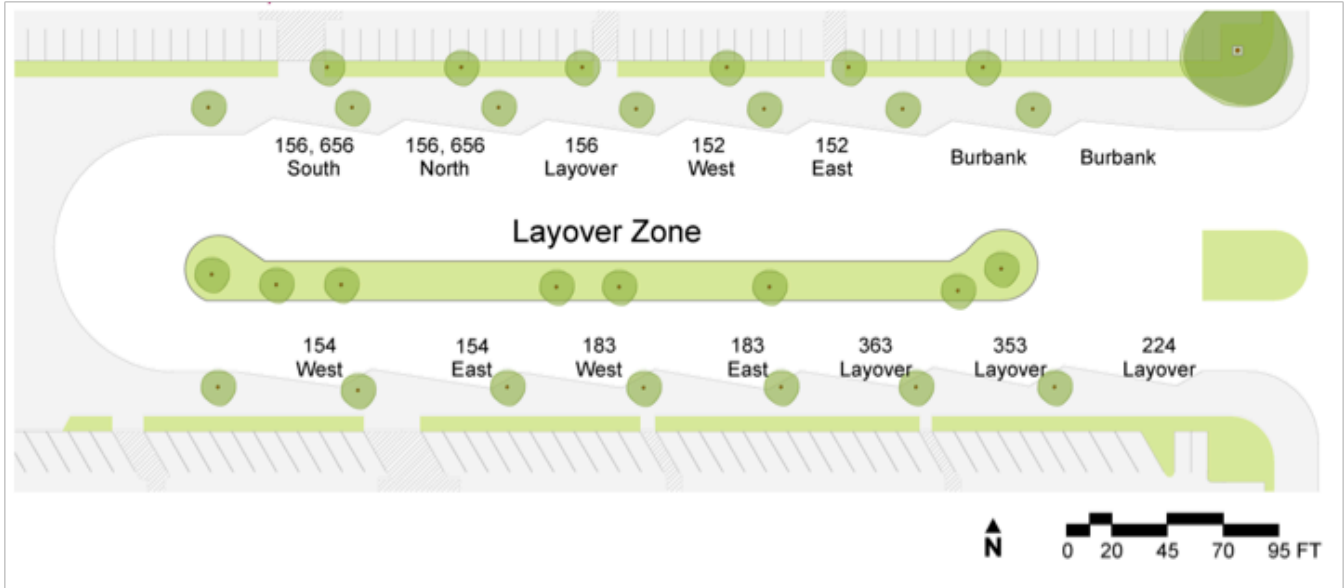 156, 656
South
156, 656
North
156
Layover
152
West
152
East
Burbank
Burbank
Layover Zone
154
West
154
East
183
West
183
East
363
Layover
353
Layover
224
Layover
N
0 20 45 70 95 FT